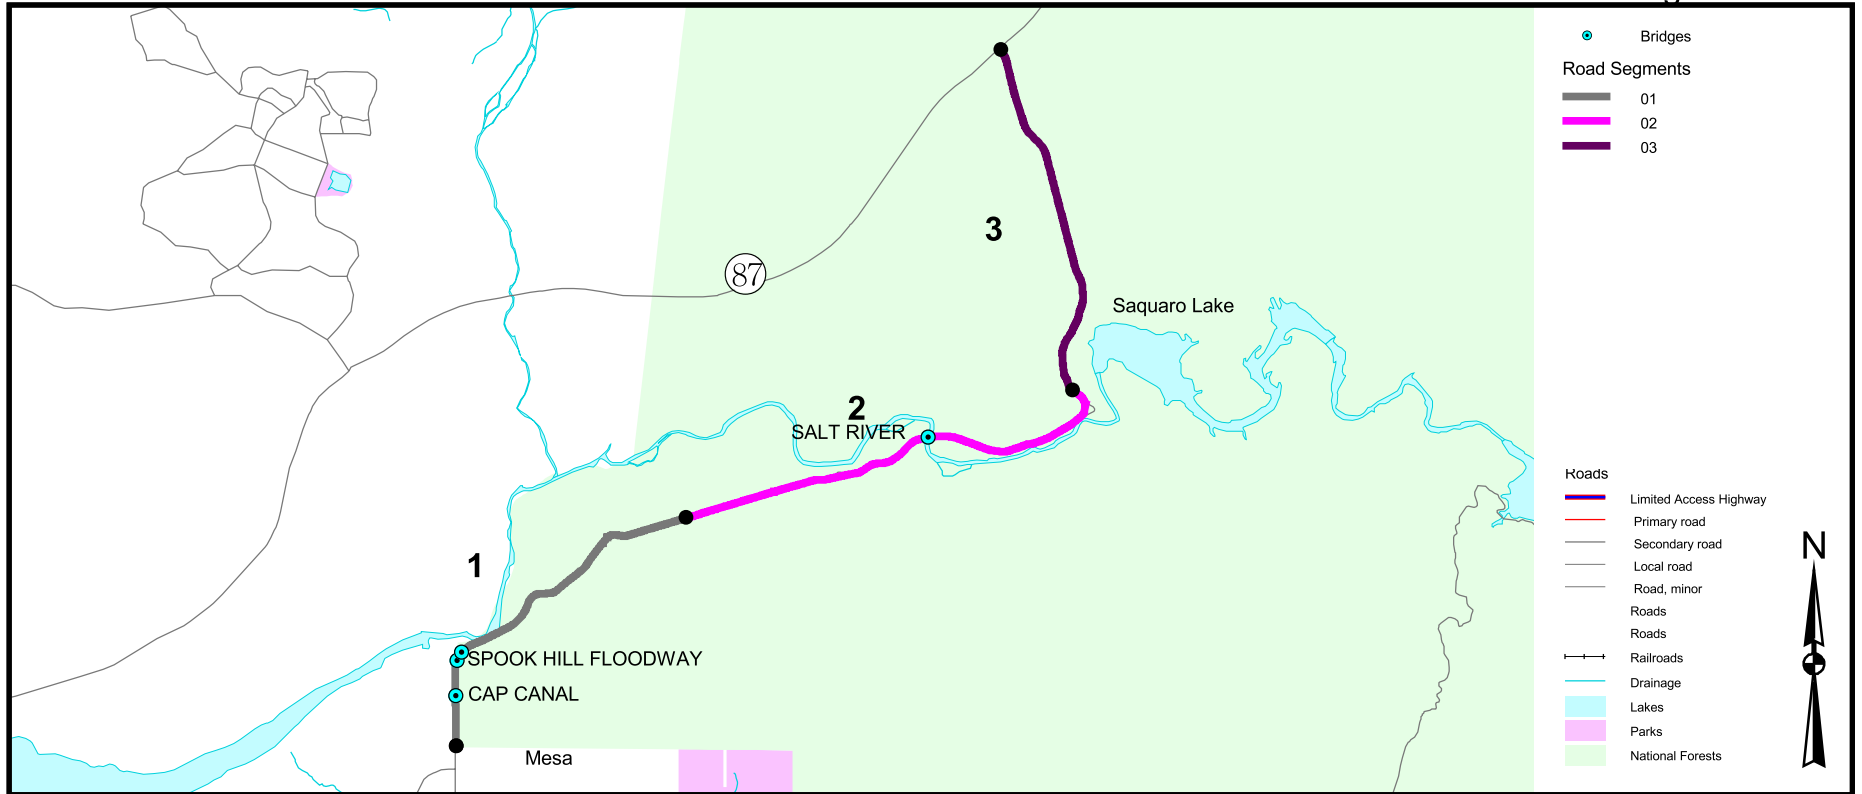 Bridges
Road Segments
01
02
03
3
87
Saquaro Lake
2
SALT RIVER
1
SPOOK HILL FLOODWAY
CAP CANAL
Mesa
Roads
Limited Access Highway
Primary road
Secondary road
Local road
Road, minor
Roads
Roads
Railroads
Drainage
Lakes
Parks
National Forests
N